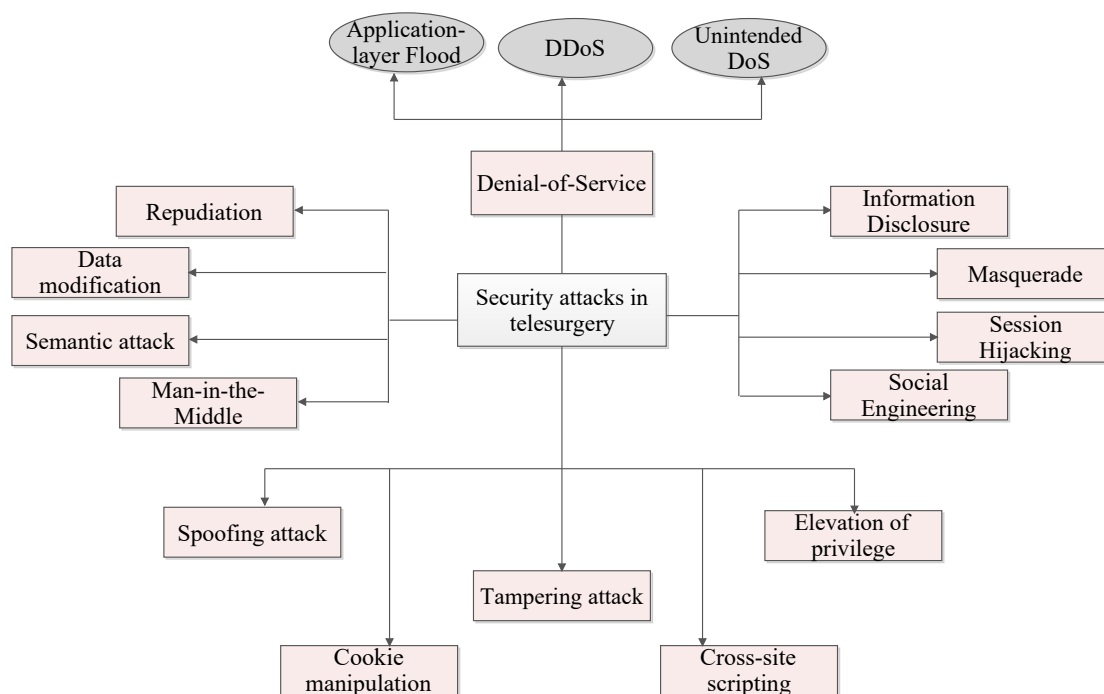 Application-
layer Flood
DDoS
Unintended
DoS
Denial-of-Service
Repudiation
Information
Disclosure
Data
modification
Masquerade
Security attacks in
telesurgery
Semantic attack
Session
Hijacking
Man-in-the-
Middle
Social
Engineering
Spoofing attack
Elevation of
privilege
Tampering attack
Cookie
manipulation
Cross-site
scripting